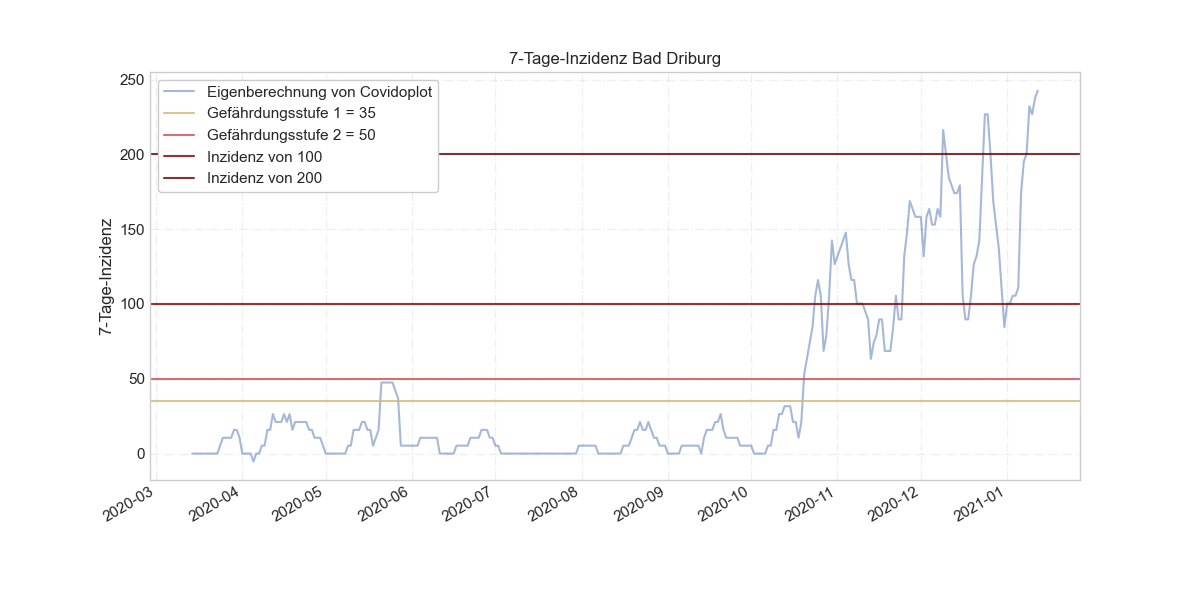 7-Tage-Inzidenz Bad Driburg
250
200
150
100
50
0
7-Tage-Inzidenz
Eigenberechnung von Covidoplot
Gefährdungsstufe 1 = 35
Gefährdungsstufe 2 = 50
Inzidenz von 100
Inzidenz von 200
2020-03
2020-04
2020-05
2020-06
2020-07
2020-08
2020-09
2020-10
2020-11
2020-12
2021-01